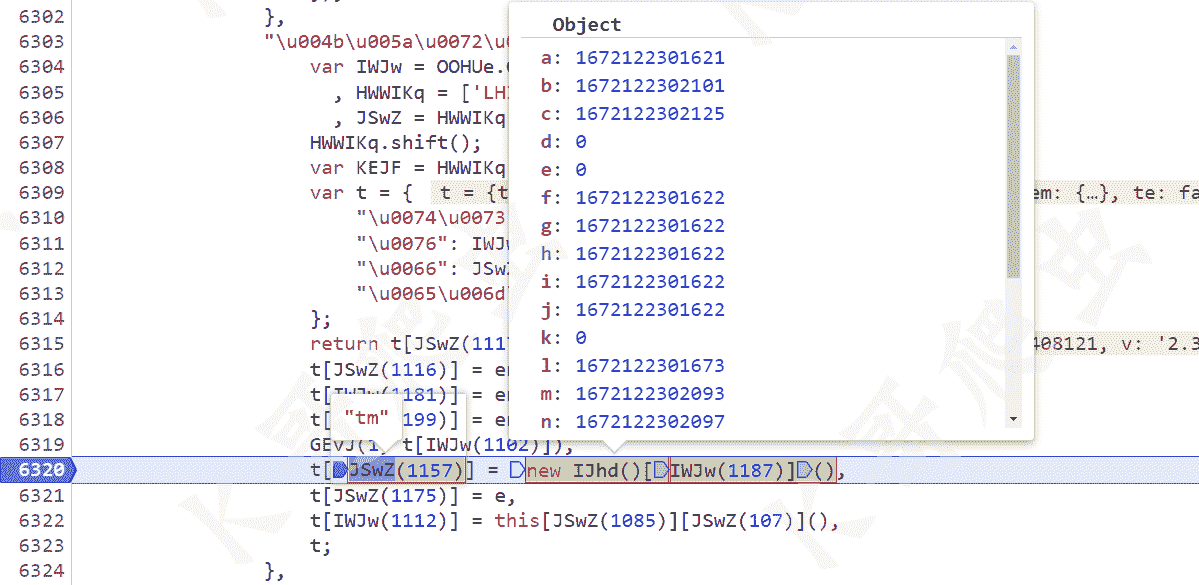 6302 },
6303 "\u004b\u005a\u0072\u0
6304 var IWJw = OOHUe.
6305 , HWWIKq = ['LH
6306 , JSwZ = HWWIKq
6307 HWWIKq.shift();
6308 var KEJF = HWWIKq
6309 var t = { t = {t em: {…}, te: fa
6310 "\u0074\u0073
6311 "\u0076": IWJw
6312 "\u0066": JSwZ
6313 "\u0065\u006d
6314 };
6315 return t[JSwZ(111 408121, v: '2.3
6316 t[JSwZ(1116)] = e
6317 t[IWJw(1181)] = e
6318 t[ 199)] = e
6319 GEvJ(1, t[IWJw(1102)]),
6320 t[JSwZ(1157)] = new IJhd()[IWJw(1187)](),
6321 t[JSwZ(1175)] = e,
6322 t[IWJw(1112)] = this[JSwZ(1085)][JSwZ(107)](),
6323 t;
6324 },
"tm"
Object
a: 1672122301621
b: 1672122302101
c: 1672122302125
d: 0
e: 0
f: 1672122301622
g: 1672122301622
h: 1672122301622
i: 1672122301622
j: 1672122301622
k: 0
l: 1672122301673
m: 1672122302093
n: 1672122302097
K哥爬虫